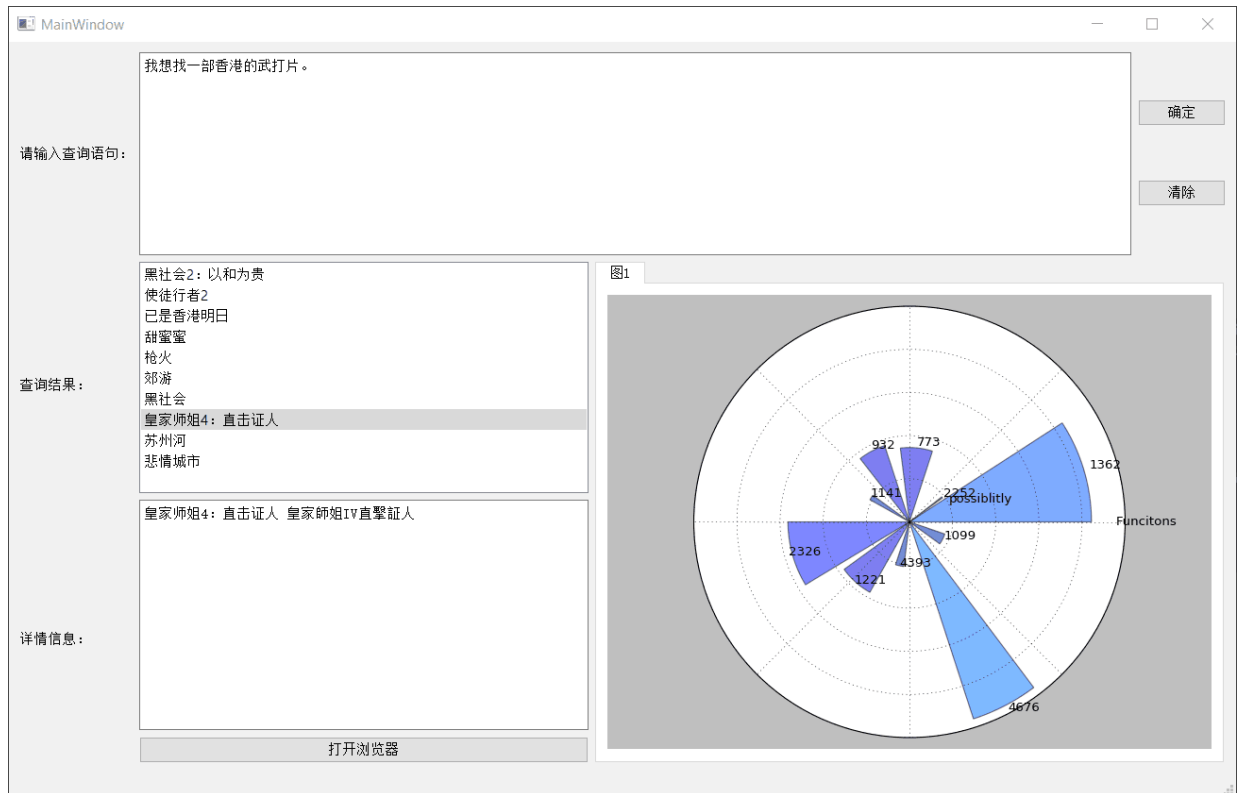 MainWindow
我想找一部香港的武打片。
确定
请输入查询语句：
清除
黑社会2：以和为贵
使徒行者2
已是香港明日
甜蜜蜜
枪火
郊游
黑社会
皇家师姐4：直击证人
苏州河
悲情城市
查询结果：
图1
932
773
1362
1141
2252
possiblitly
Funcitons
1099
2326
4393
1221
4676
皇家师姐4：直击证人 皇家師姐IV直擊証人
详情信息：
打开浏览器